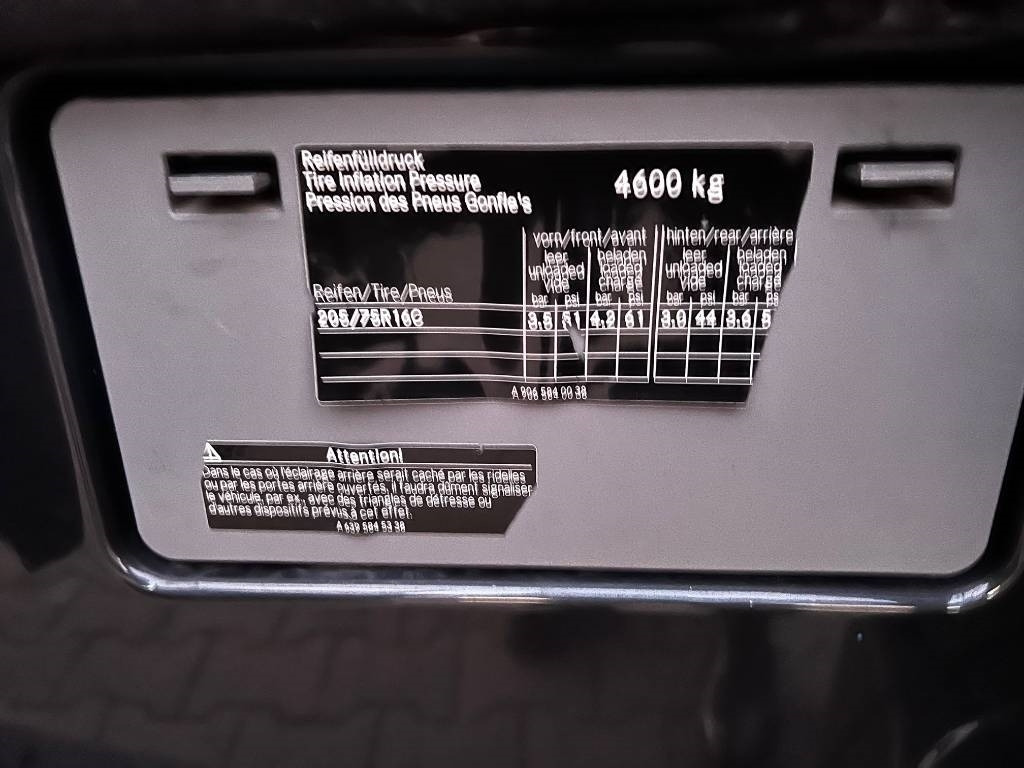 Reifenfülldruck
Tire Inflation Pressure
Pression des Pneus Gonfle's
4600 kg
vorn/front/avant hinten/rear/arrière
leer beladen leer beladen
unloaded loaded unloaded loaded
vide chargé vide chargé
Reifen/Tire/Pneus bar psi bar psi bar psi bar ps
205/75R16C 3,5 51 4,2 61 3,0 44 3,6 5
A 906 584 00 38
Attention!
Dans le cas où l'éclairage arrière serait caché par les ridelles
ou par les portes arrière ouvertes, il faudra dûment signaliser
le véhicule, par ex., avec des triangles de détresse ou
d'autres dispositifs prévus à cet effet.
A 639 584 53 38